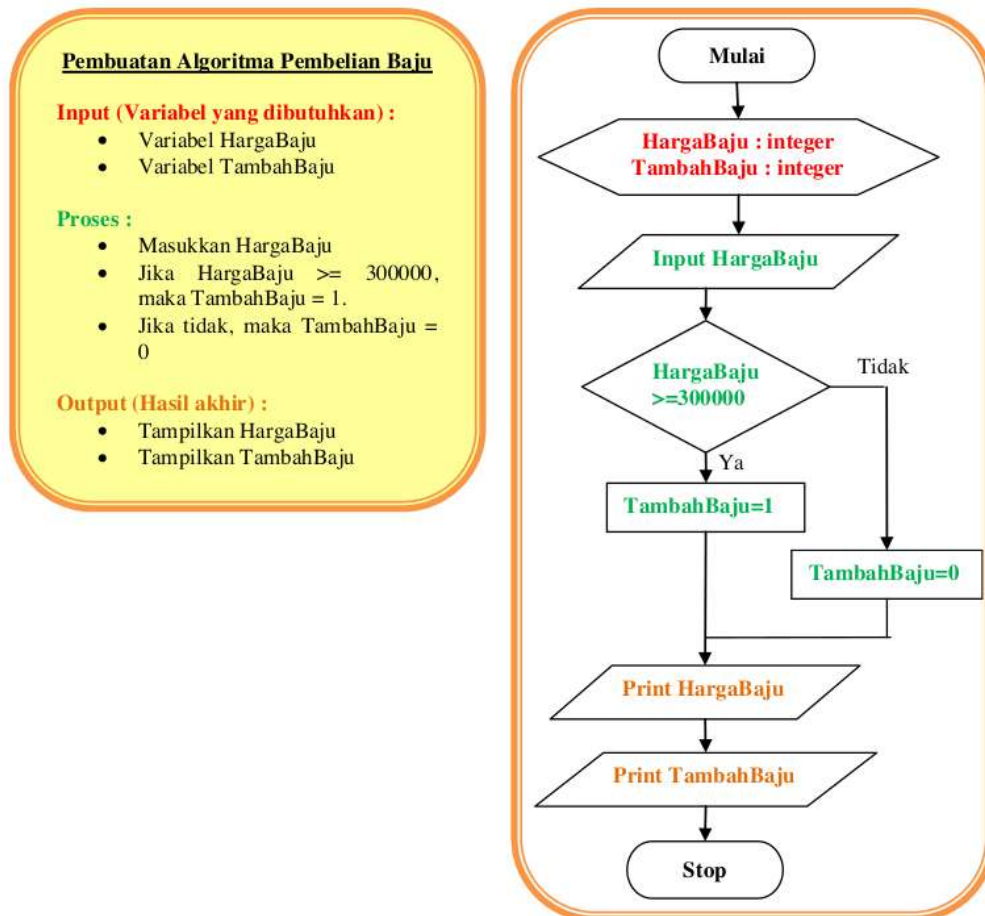 Pembuatan Algoritma Pembelian Baju
Input (Variabel yang dibutuhkan) :
• Variabel HargaBaju
• Variabel TambahBaju
Proses :
• Masukkan HargaBaju
• Jika HargaBaju >= 300000,
maka TambahBaju = 1.
• Jika tidak, maka TambahBaju =
0
Output (Hasil akhir) :
• Tampilkan HargaBaju
• Tampilkan TambahBaju
Mulai
HargaBaju : integer
TambahBaju : integer
Input HargaBaju
HargaBaju
>=300000
Tidak
Ya
TambahBaju=1
TambahBaju=0
Print HargaBaju
Print TambahBaju
Stop